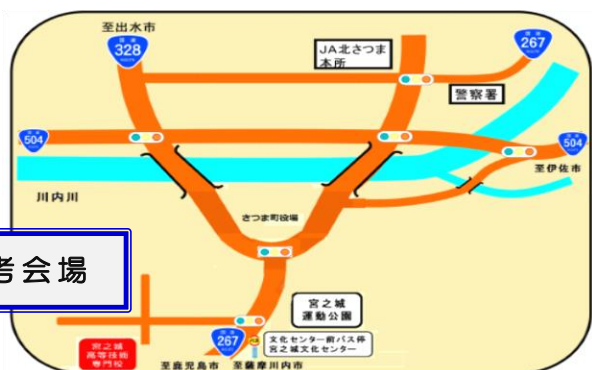 至出水市
328
267
JA北さつま
本所
警察署
504
504
至伊佐市
川内川
さつま町役場
考会場
宮之城
運動公園
宮之城
高等技術
専門校
267
文化センター前バス停
宮之城文化センター
至鹿児島市
至薩摩川内市